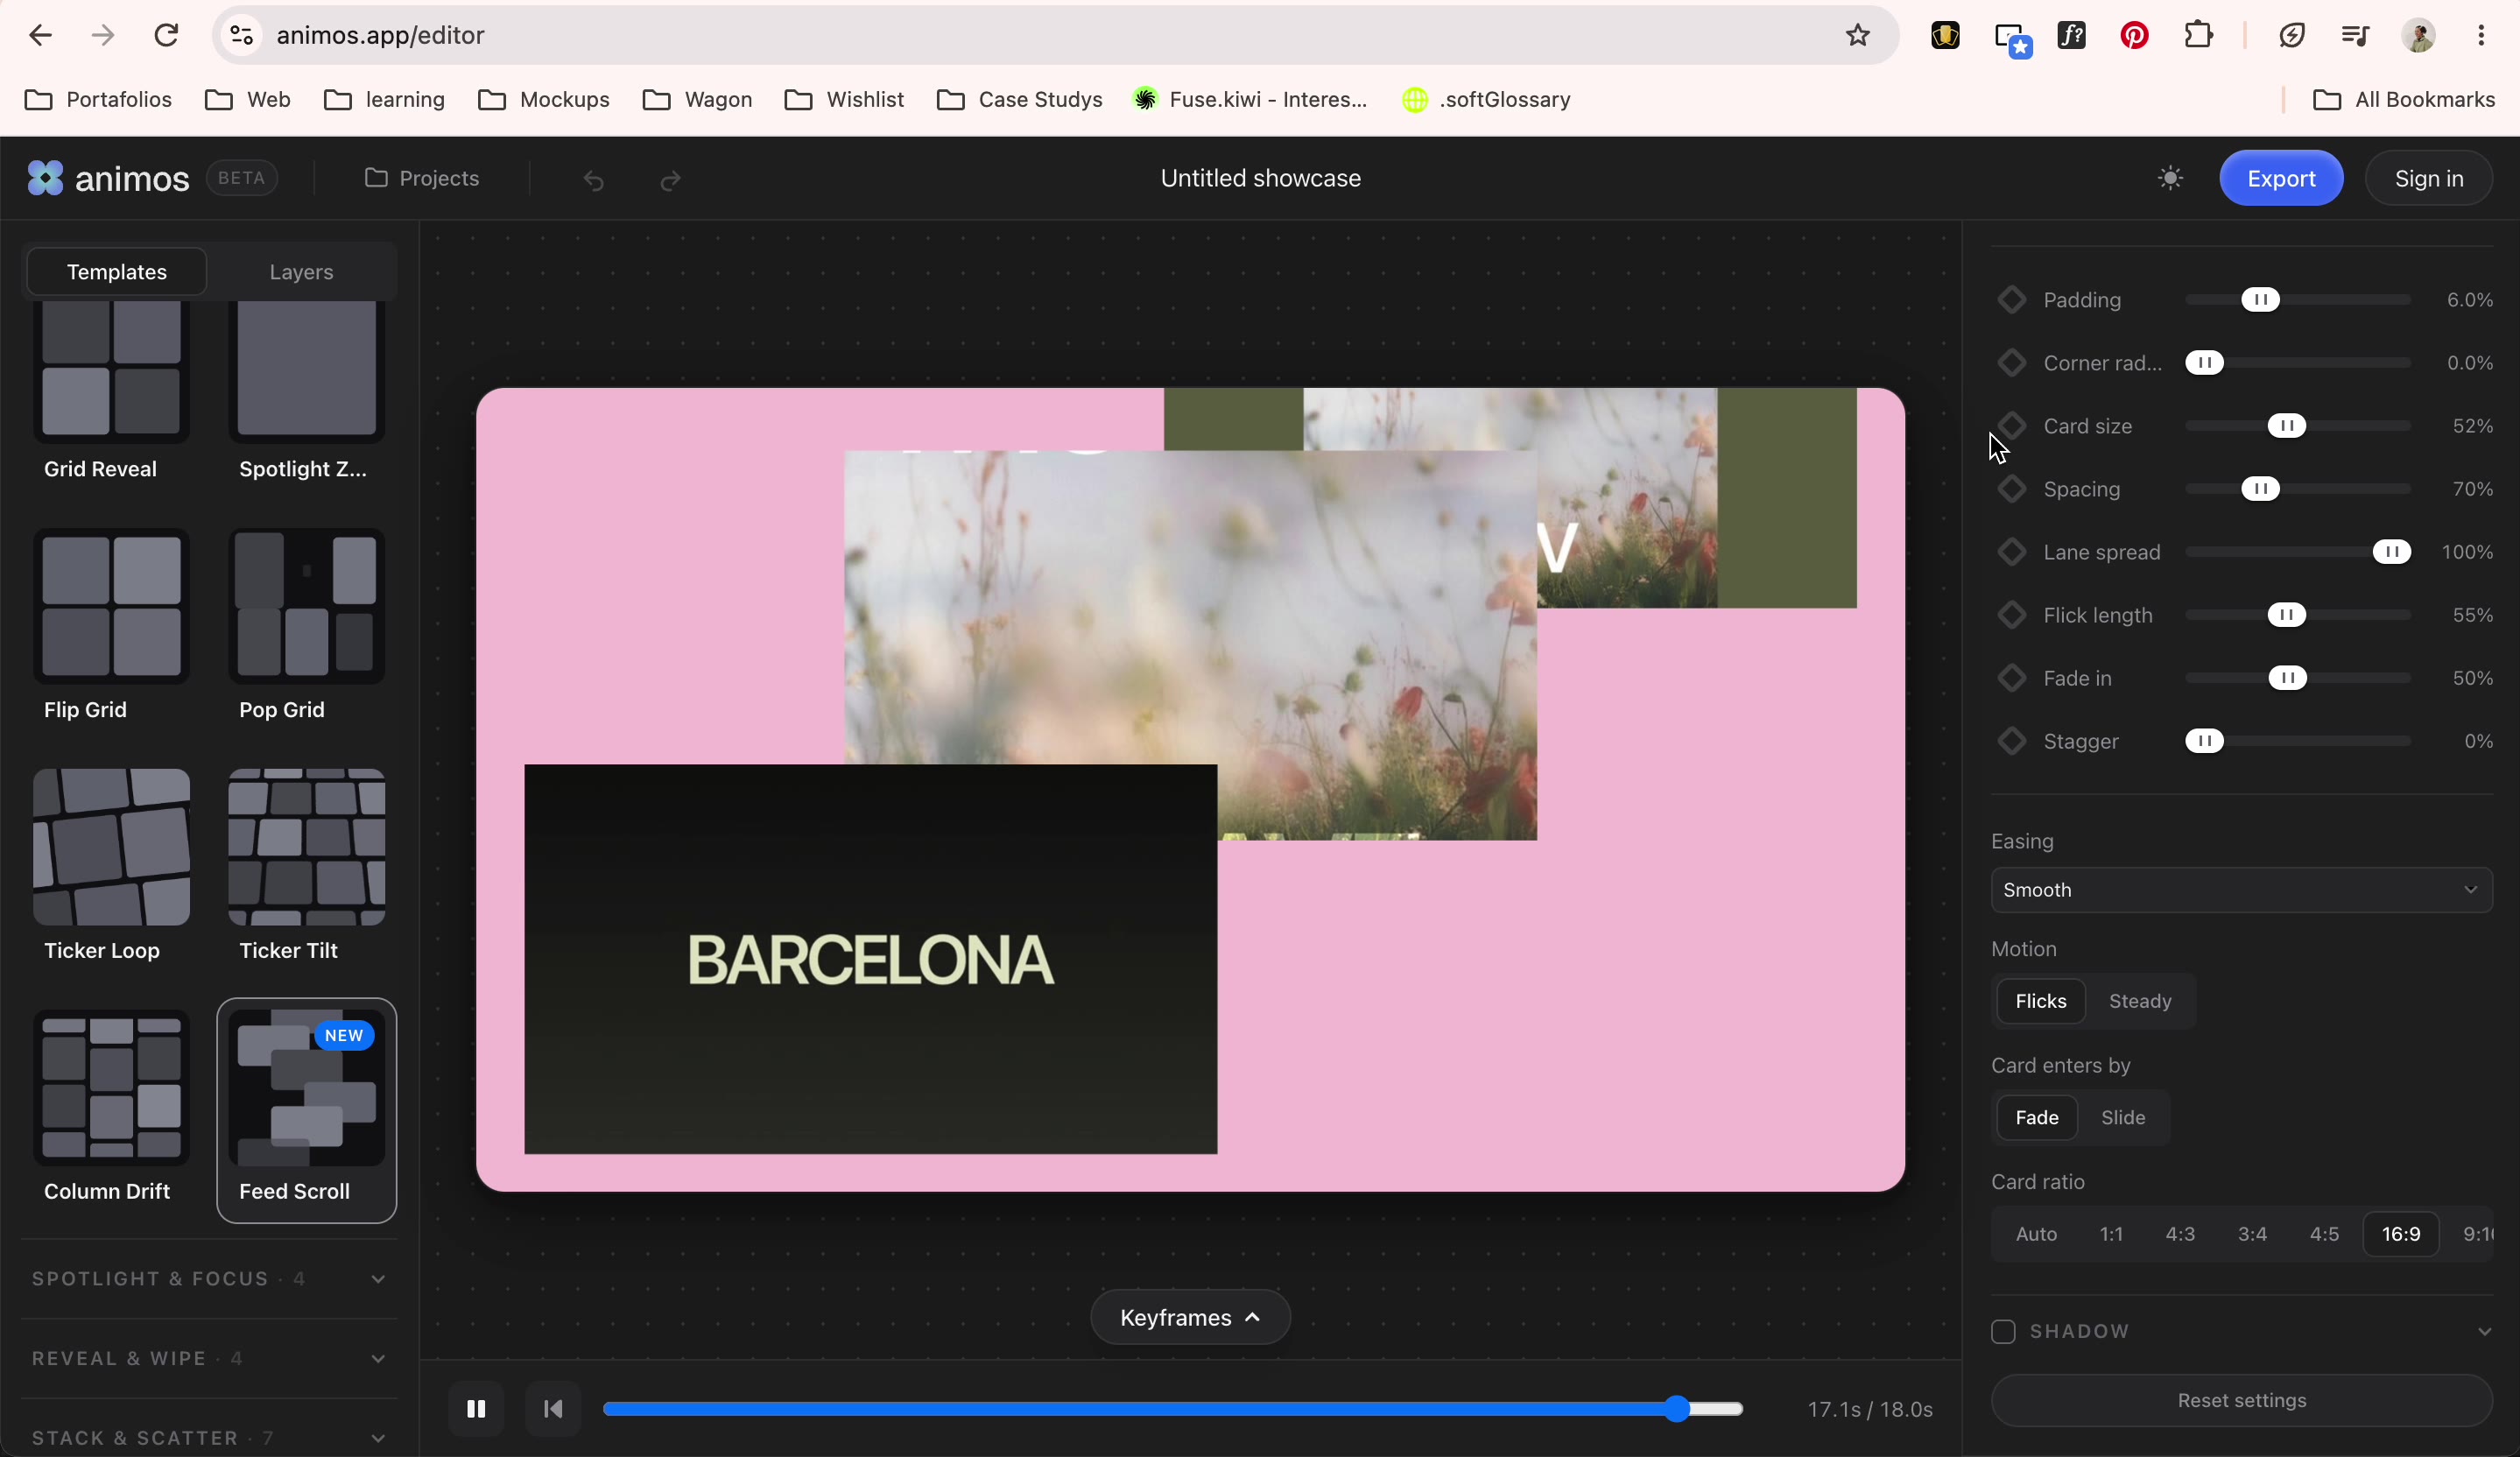 animos.app/editor
Portafolios
Web
learning
Mockups
Wagon
Wishlist
Case Studys
Fuse.kiwi - Interes...
.softGlossary
All Bookmarks
animos
BETA
Projects
Untitled showcase
Export
Sign in
Templates
Layers
Grid Reveal
Spotlight Z...
Flip Grid
Pop Grid
Ticker Loop
Ticker Tilt
Column Drift
NEW
Feed Scroll
SPOTLIGHT & FOCUS · 4
REVEAL & WIPE · 4
STACK & SCATTER · 7
BARCELONA
Keyframes
17.1s / 18.0s
Padding 6.0%
Corner rad... 0.0%
Card size 52%
Spacing 70%
Lane spread 100%
Flick length 55%
Fade in 50%
Stagger 0%
Easing
Smooth
Motion
Flicks Steady
Card enters by
Fade Slide
Card ratio
Auto 1:1 4:3 3:4 4:5 16:9
SHADOW
Reset settings